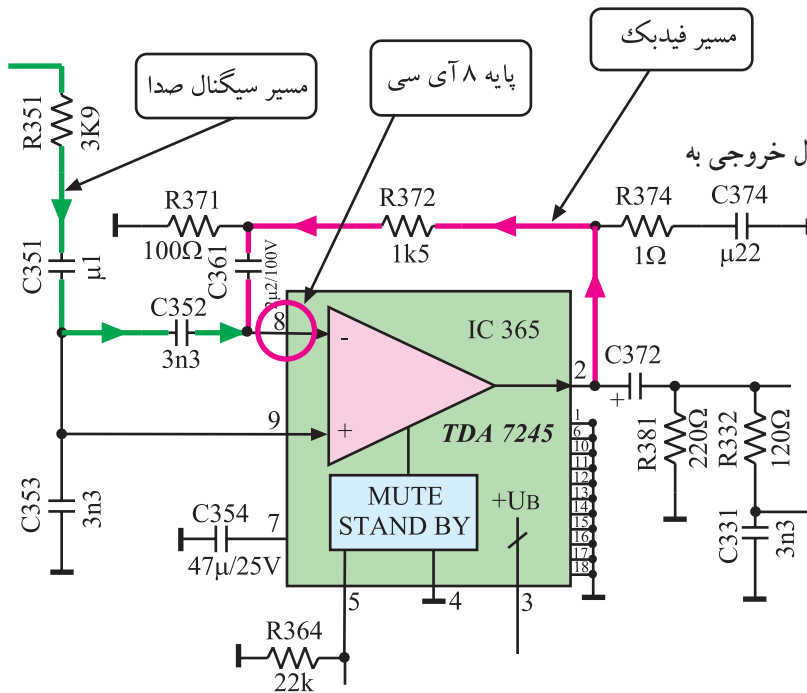 مسیر فیدبک
پایه ۸ آی سی
مسیر سیگنال صدا
ل خروجی به
R351
3K9
R371
100Ω
R372
1k5
R374
1Ω
C374
µ22
C351
µ1
C361
2µ2/100V
C352
3n3
8
-
IC 365
2
C372
+
9
+
TDA 7245
1
6
10
11
12
13
14
15
16
17
18
R381
220Ω
R332
120Ω
C353
3n3
C354
47µ/25V
7
MUTE
STAND BY
+UB
C331
3n3
5
4
3
R364
22k